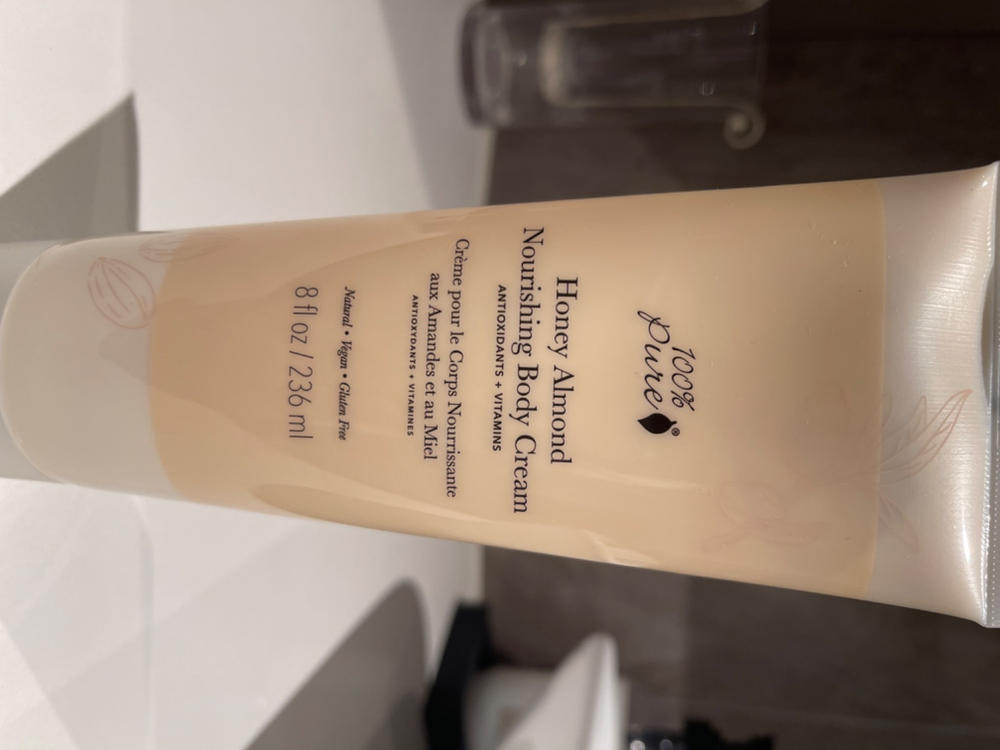 100%
Pure®
Honey Almond
Nourishing Body Cream
ANTIOXIDANTS + VITAMINS
Crème pour le Corps Nourrissante
aux Amandes et au Miel
ANTIOXYDANTS + VITAMINES
Natural • Vegan • Gluten Free
8 fl oz / 236 ml